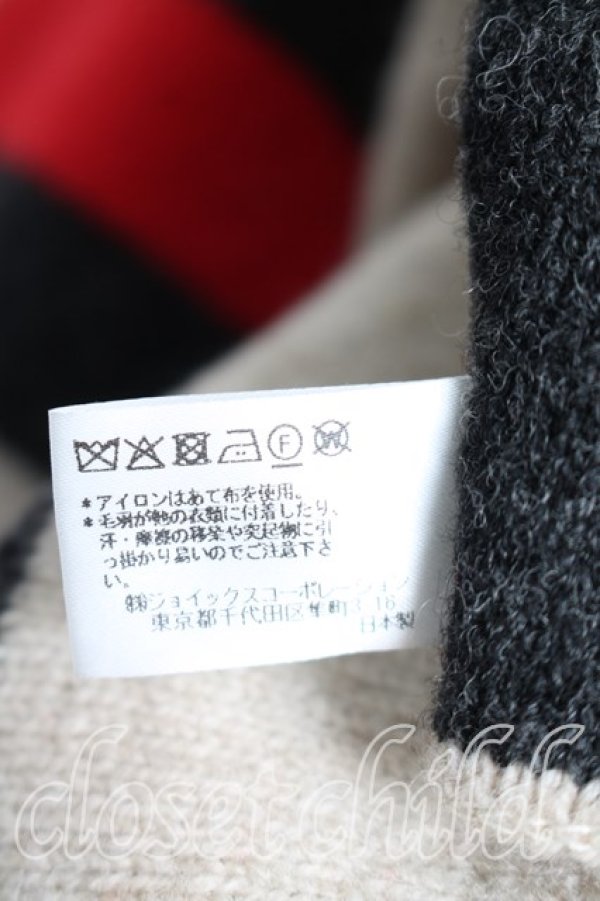 ＊アイロンはあて布を使用。
＊毛羽が他の衣類に付着したり、
汗・摩擦の移染や突起物に引
っ掛かり易いのでご注意下さ
い。
㈱ジョイックスコーポレーション
東京都千代田区隼町3-16
日本製
closet child